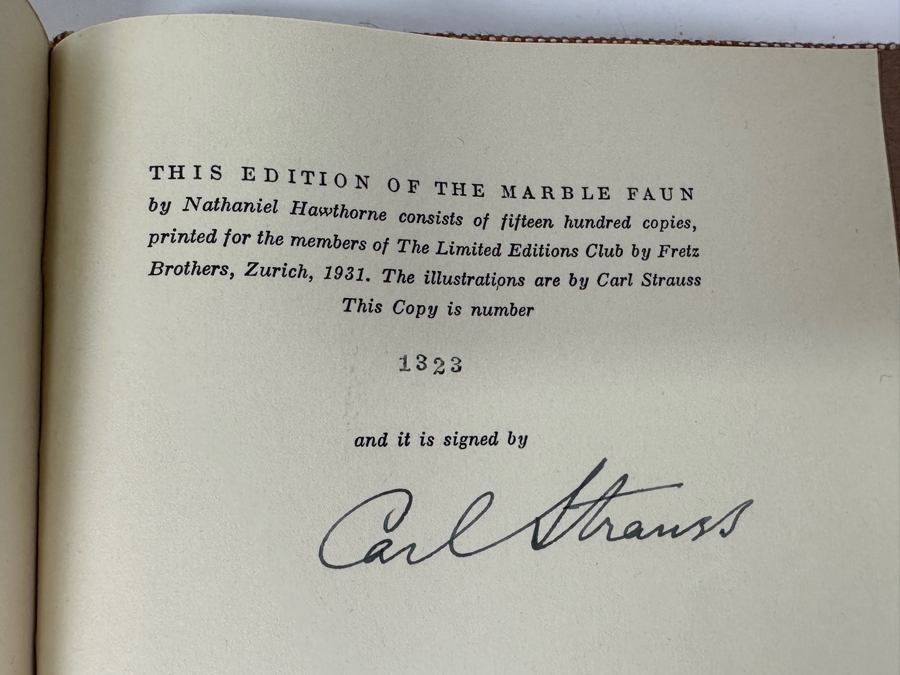 THIS EDITION OF THE MARBLE FAUN
by Nathaniel Hawthorne consists of fifteen hundred copies,
printed for the members of The Limited Editions Club by Fretz
Brothers, Zurich, 1931. The illustrations are by Carl Strauss
This Copy is number
1323
and it is signed by
Carl Strauss